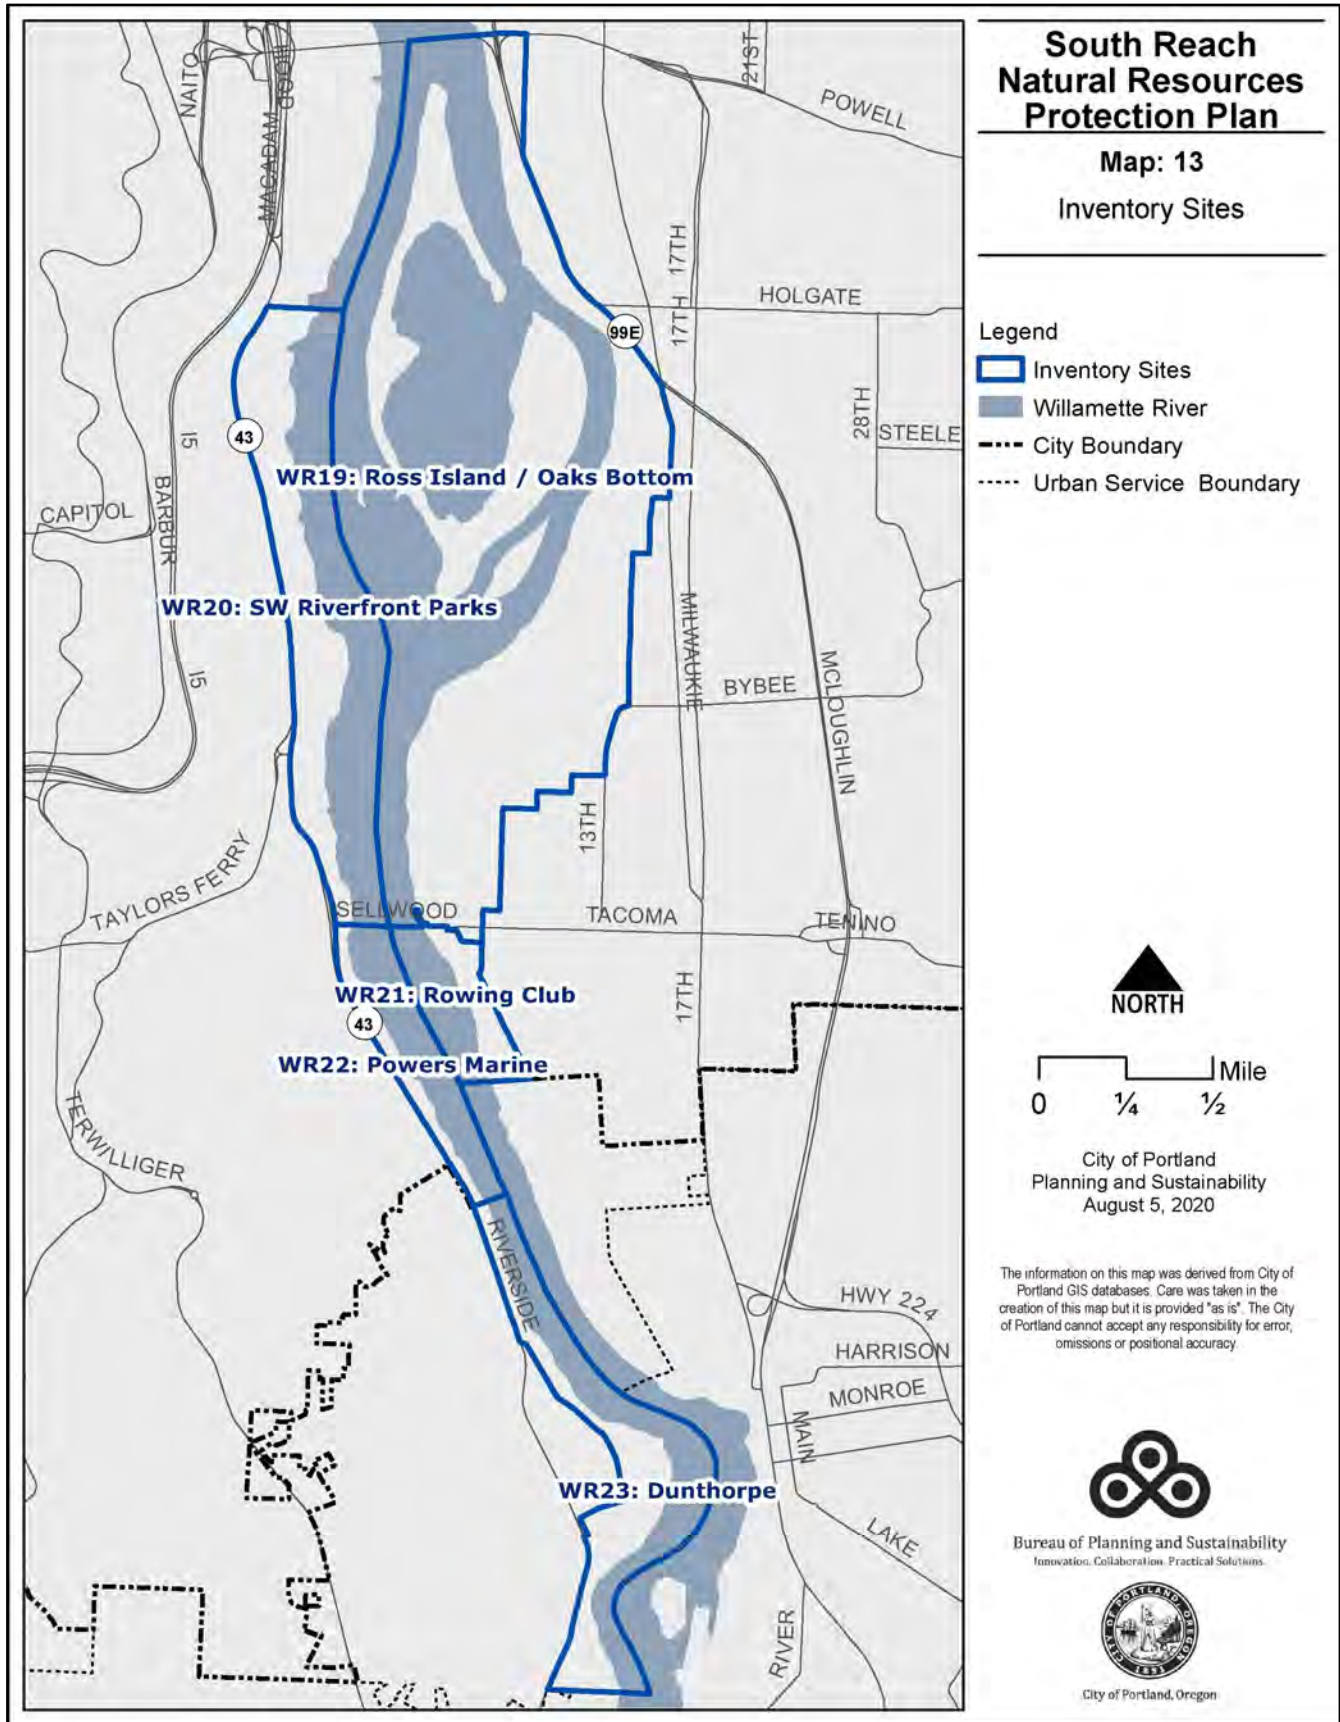 South Reach
Natural Resources
Protection Plan
Map: 13
Inventory Sites
Legend
Inventory Sites
Willamette River
City Boundary
Urban Service Boundary
NORTH
0 ¼ ½ Mile
City of Portland
Planning and Sustainability
August 5, 2020
The information on this map was derived from City of
Portland GIS databases. Care was taken in the
creation of this map but it is provided "as is". The City
of Portland cannot accept any responsibility for error,
omissions or positional accuracy.
Bureau of Planning and Sustainability
Innovation. Collaboration. Practical Solutions.
CITY OF PORTLAND, OREGON
1851
City of Portland, Oregon
NAITO
HOOD
MACADAM
21ST
POWELL
17TH
17TH
17TH
HOLGATE
99E
28TH
STEELE
43
I5
BARBUR
CAPITOL
WR19: Ross Island / Oaks Bottom
WR20: SW Riverfront Parks
I5
MILWAUKIE
BYBEE
MCLOUGHLIN
13TH
TAYLORS FERRY
SELLWOOD
TACOMA
TENINO
WR21: Rowing Club
43
17TH
WR22: Powers Marine
TERWILLIGER
RIVERSIDE
HWY 224
HARRISON
MONROE
MAIN
WR23: Dunthorpe
LAKE
RIVER